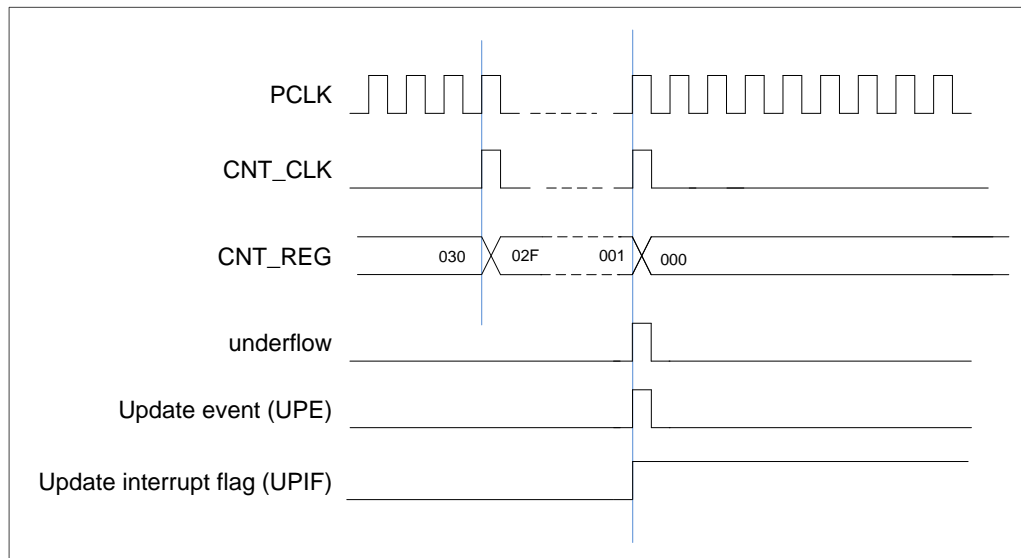 PCLK
CNT_CLK
CNT_REG
030
02F
001
000
underflow
Update event (UPE)
Update interrupt flag (UPIF)